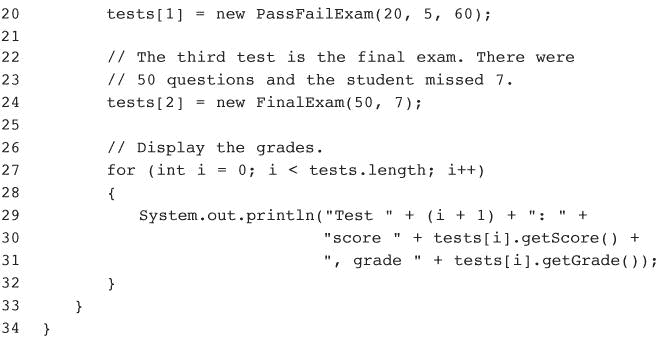 20 tests[1] = new PassFailExam(20, 5, 60);
21
22 // The third test is the final exam. There were
23 // 50 questions and the student missed 7.
24 tests[2] = new FinalExam(50, 7);
25
26 // Display the grades.
27 for (int i = 0; i < tests.length; i++)
28 {
29 System.out.println("Test " + (i + 1) + ": " +
30 "score " + tests[i].getScore() +
31 ", grade " + tests[i].getGrade());
32 }
33 }
34 }